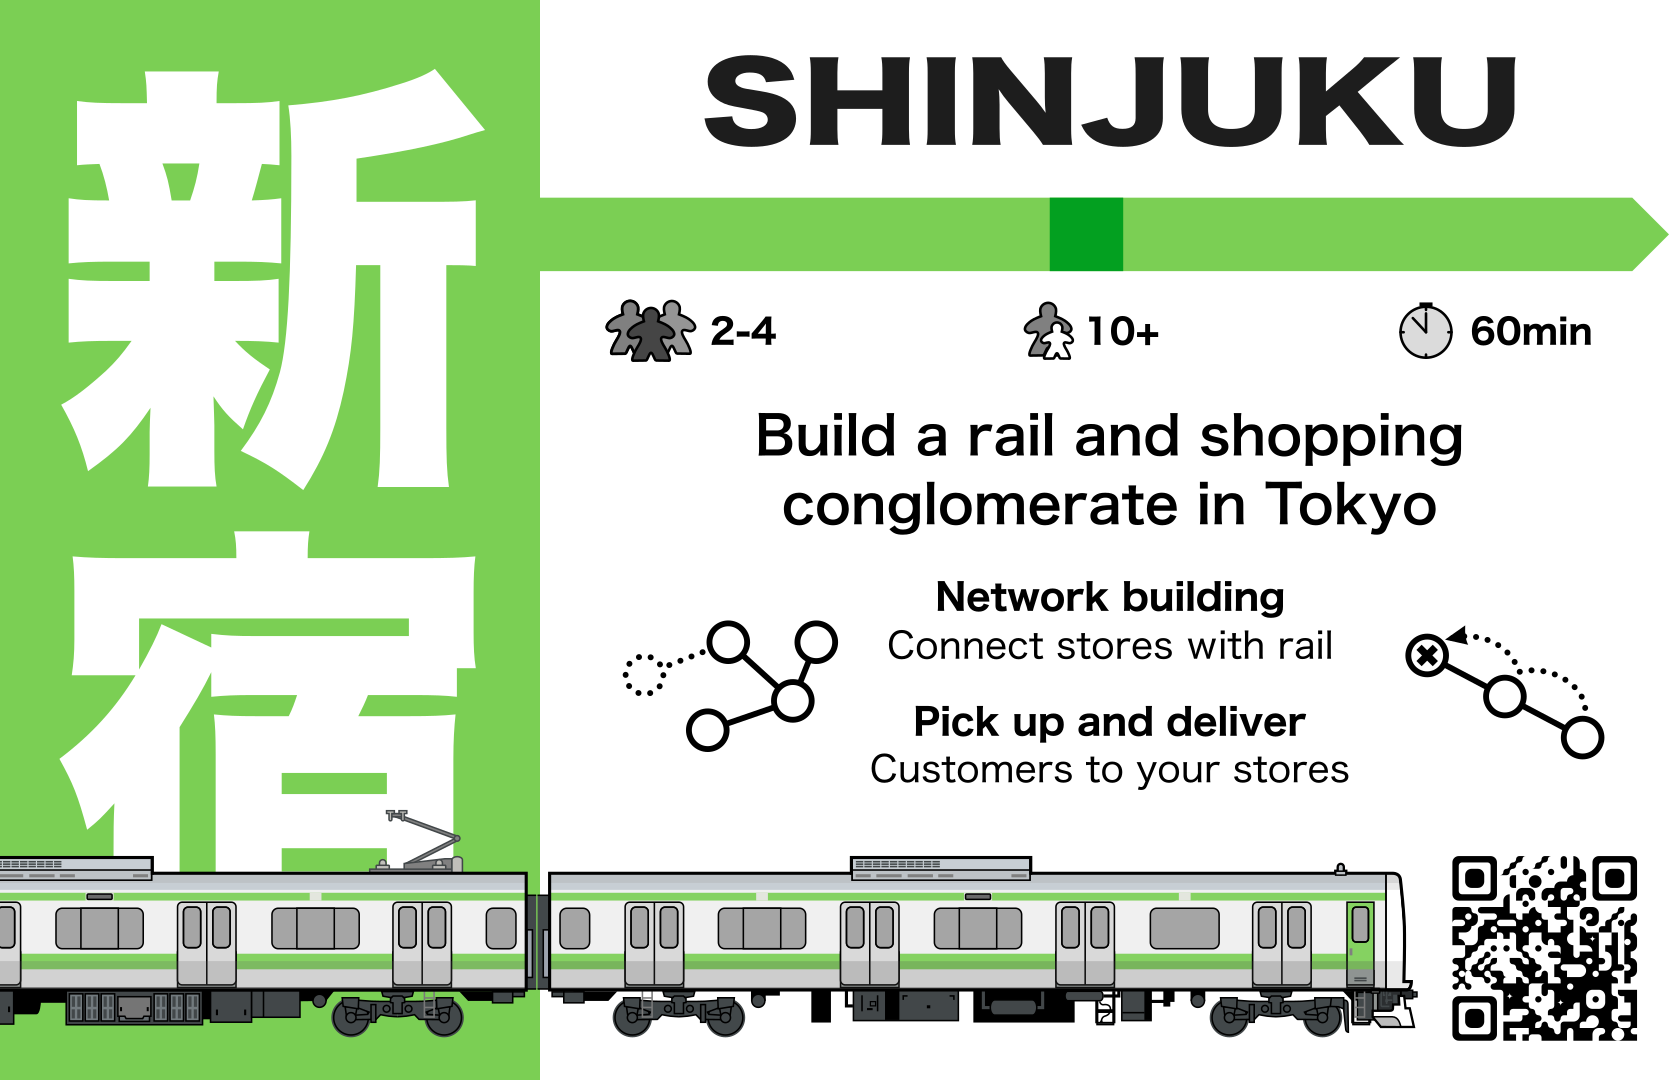 新宿
SHINJUKU
2-4
10+
60min
Build a rail and shopping
conglomerate in Tokyo
Network building
Connect stores with rail
Pick up and deliver
Customers to your stores